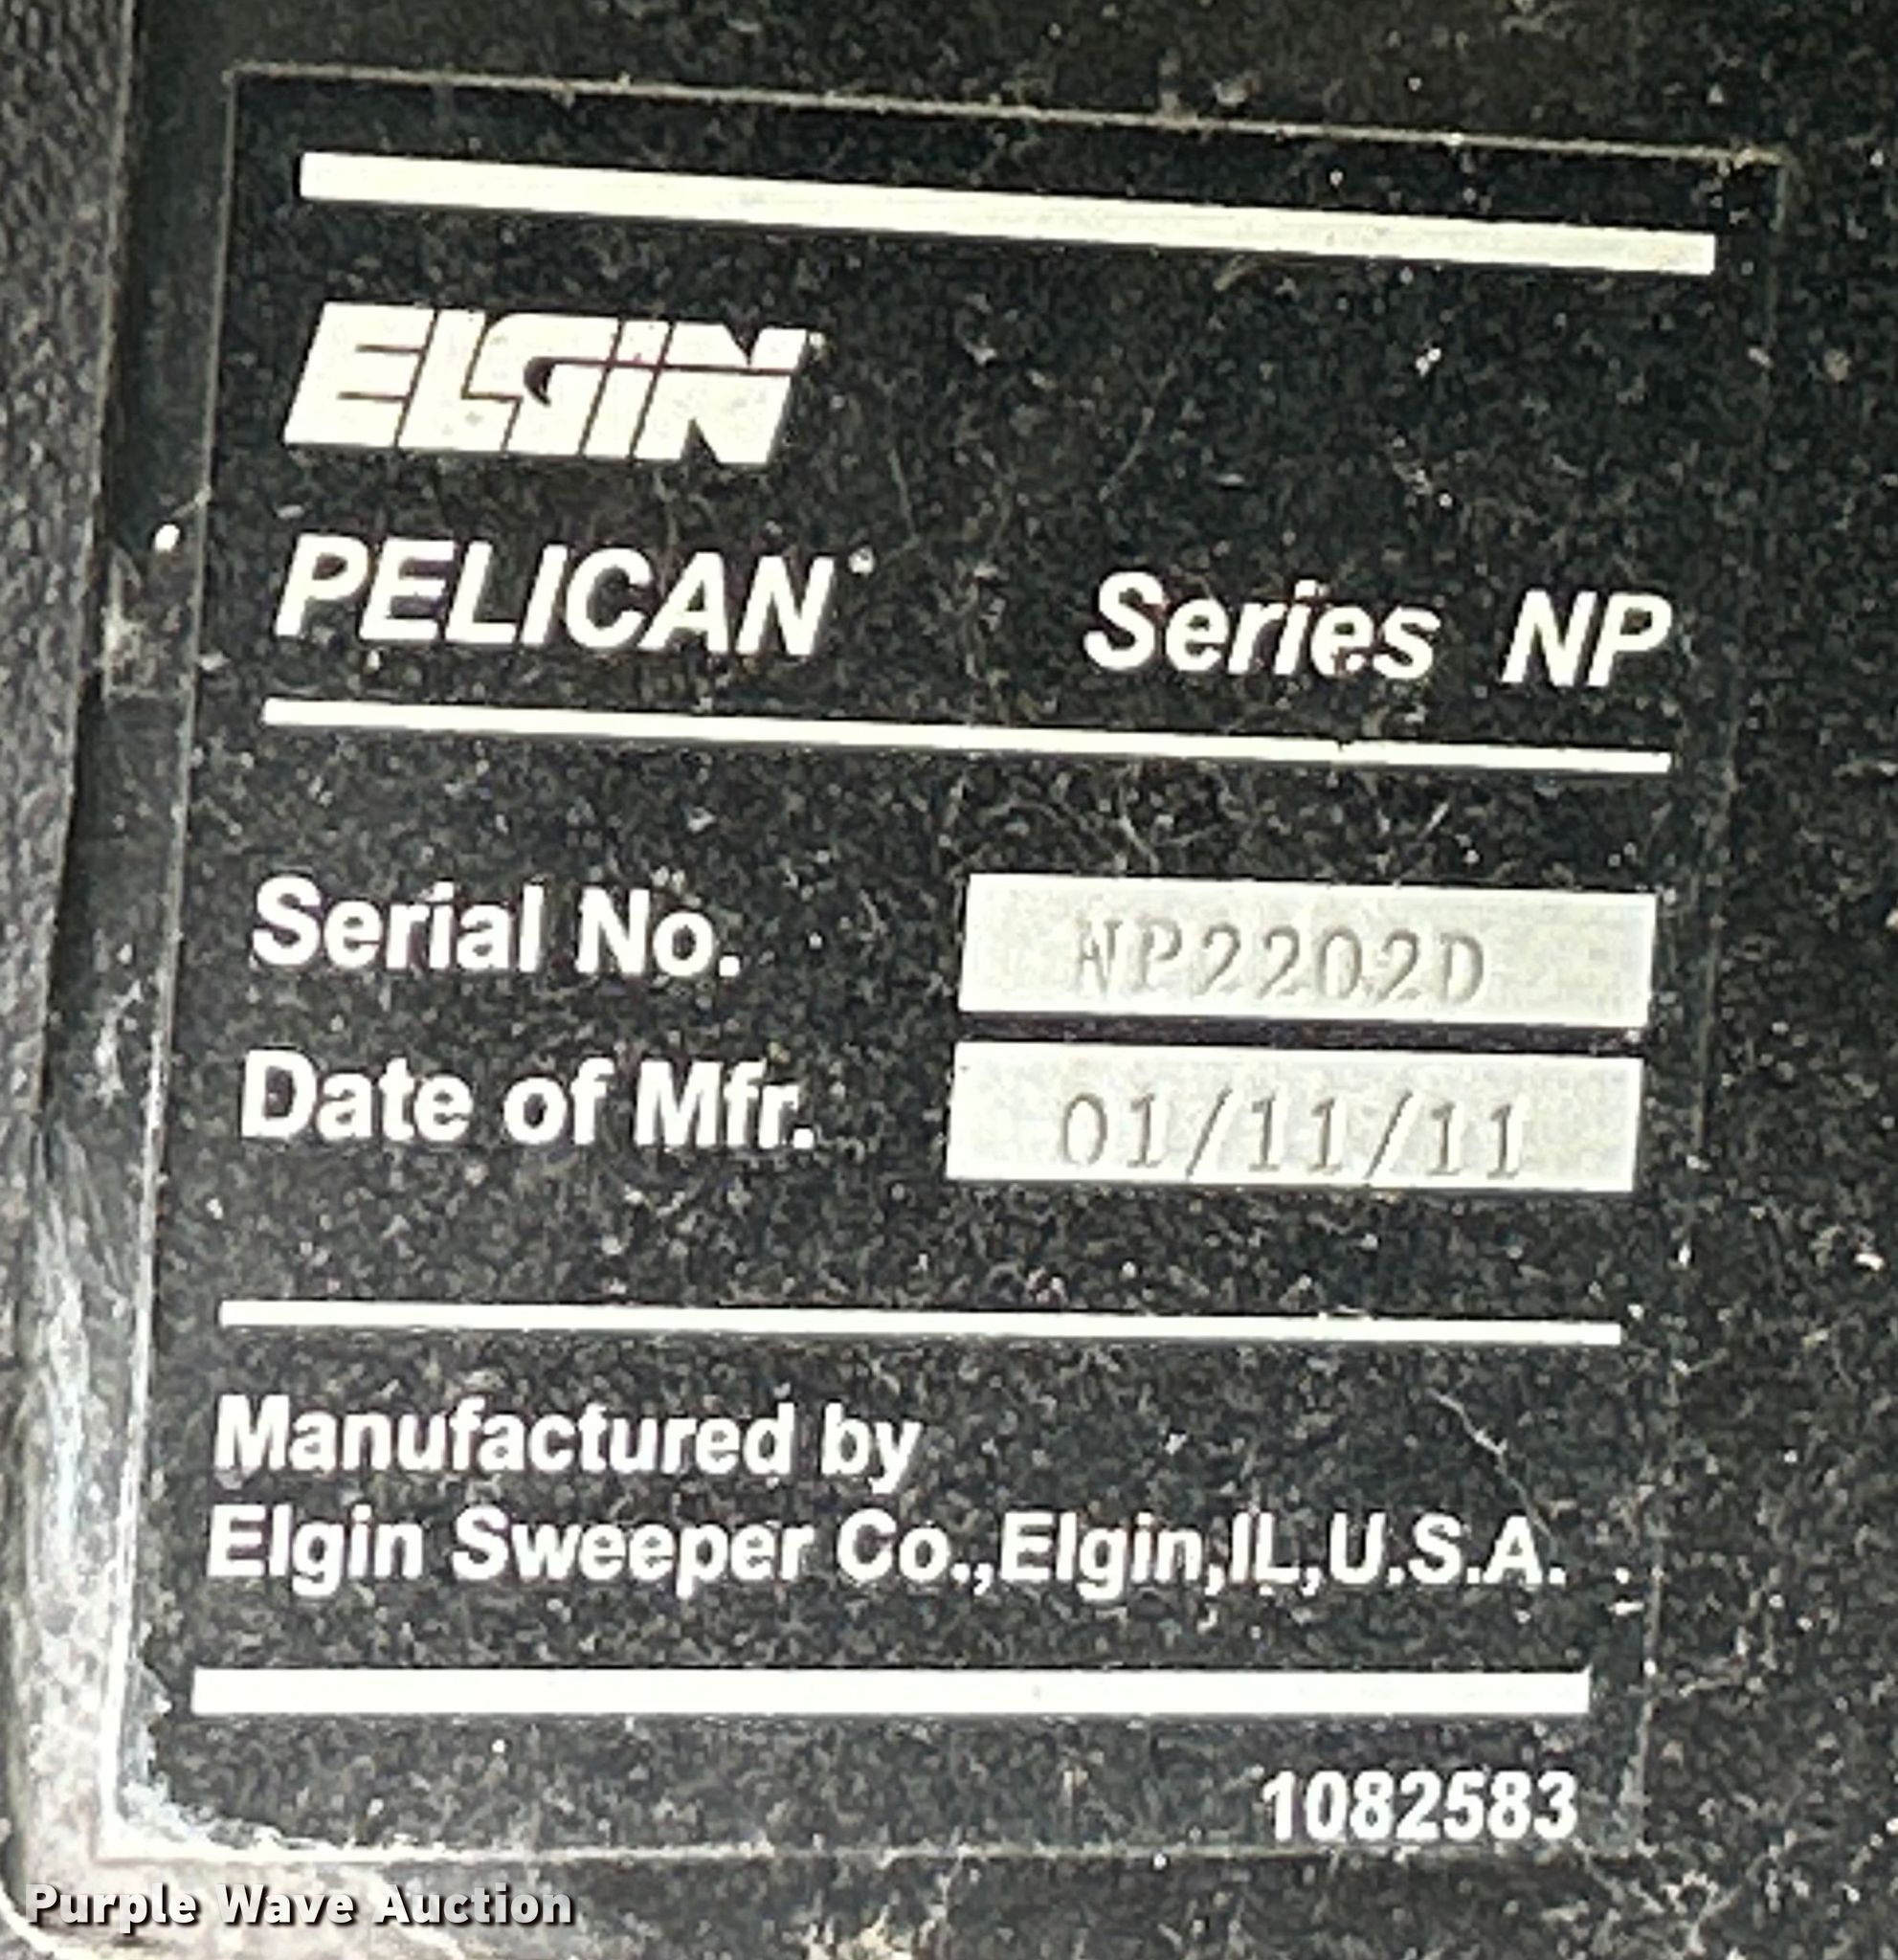 ELGIN
PELICAN Series NP
Serial No. NP2202D
Date of Mfr. 01/11/11
Manufactured by
Elgin Sweeper Co.,Elgin,IL,U.S.A.
1082583
Purple Wave Auction